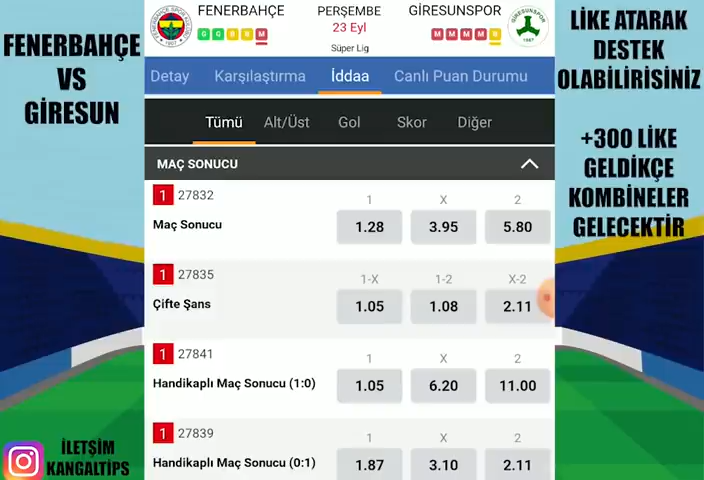 FENERBAHÇE
VS
GİRESUN
FENERBAHÇE
G G B B M
PERŞEMBE
23 Eyl
Süper Lig
GİRESUNSPOR
M M M M B
Detay Karşılaştırma İddaa Canlı Puan Durumu
Tümü Alt/Üst Gol Skor Diğer
MAÇ SONUCU
1 27832 1 X 2
Maç Sonucu 1.28 3.95 5.80
1 27835 1-X 1-2 X-2
Çifte Şans 1.05 1.08 2.11
1 27841 1 X 2
Handikaplı Maç Sonucu (1:0) 1.05 6.20 11.00
1 27839 1 X 2
Handikaplı Maç Sonucu (0:1) 1.87 3.10 2.11
LİKE ATARAK
DESTEK
OLABİLİRİSİNİZ
+300 LİKE
GELDİKÇE
KOMBİNELER
GELECEKTİR
İLETŞİM
KANGALTİPS